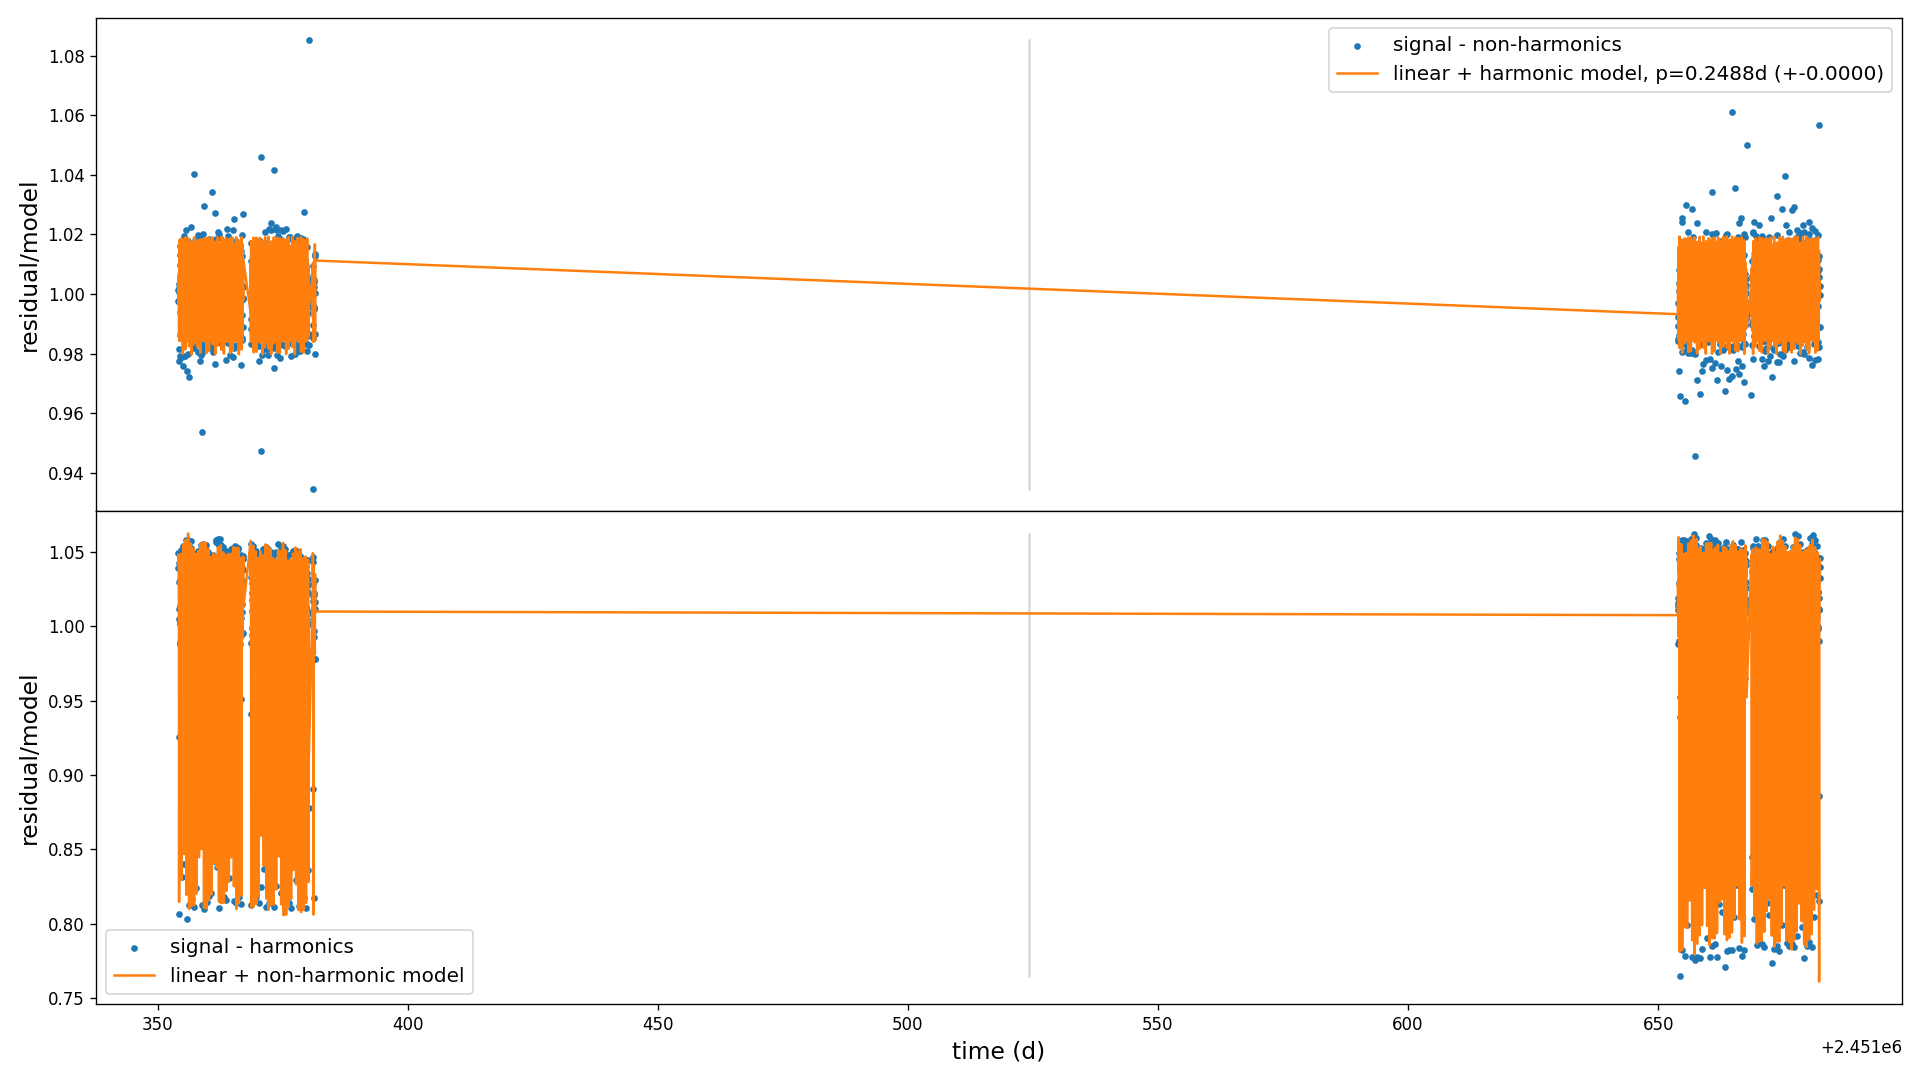 1.08
1.06
1.04
1.02
1.00
0.98
0.96
0.94
residual/model
signal - non-harmonics
linear + harmonic model, p=0.2488d (+-0.0000)
1.05
1.00
0.95
0.90
0.85
0.80
0.75
residual/model
signal - harmonics
linear + non-harmonic model
350
400
450
500
550
600
650
time (d)
+2.451e6